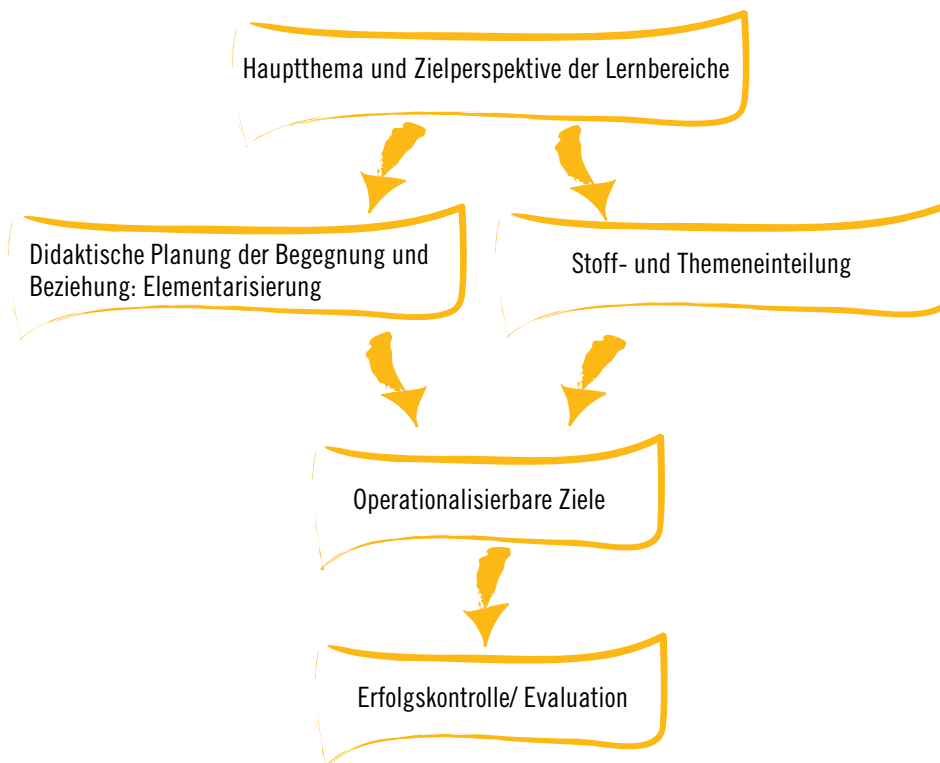 Hauptthema und Zielperspektive der Lernbereiche
Didaktische Planung der Begegnung und
Beziehung: Elementarisierung
Stoff- und Themeneinteilung
Operationalisierbare Ziele
Erfolgskontrolle/ Evaluation